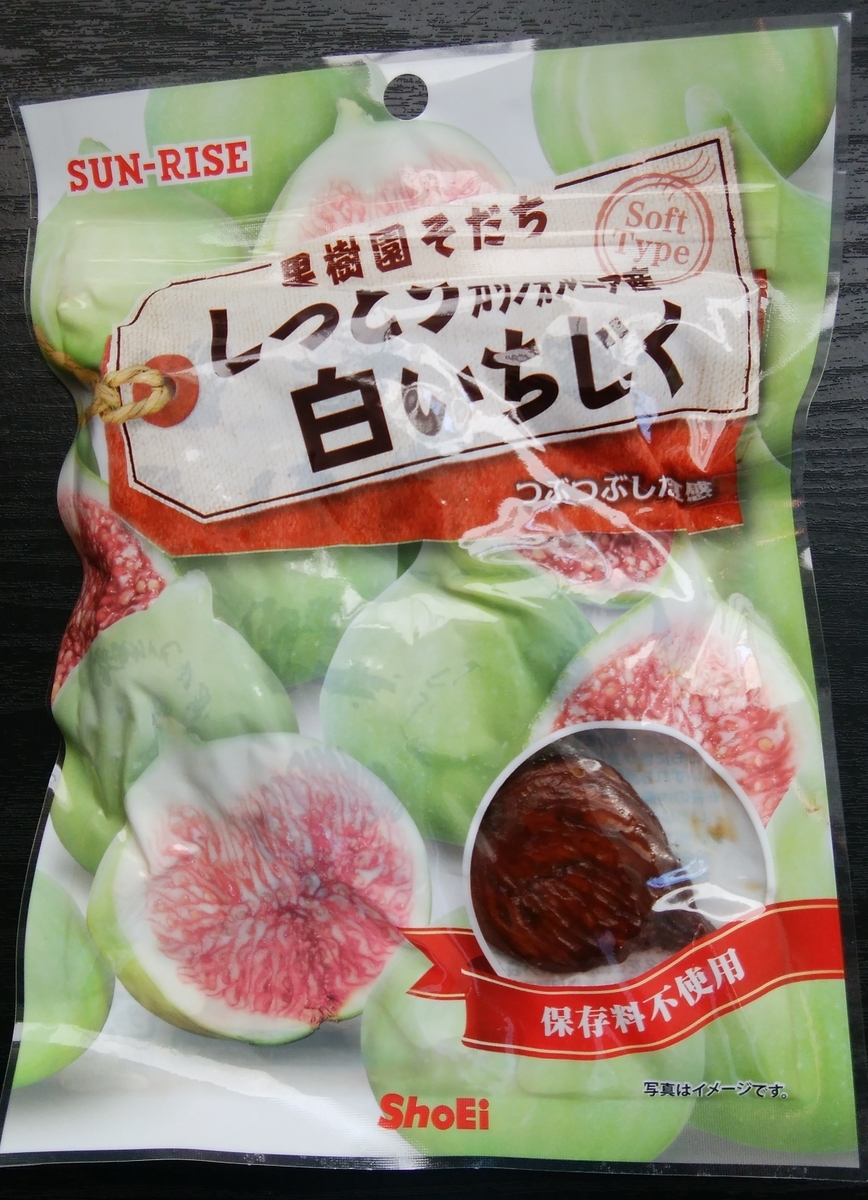 SUN-RISE
Soft
Type
果樹園そだち
しっとり カリフォルニア産
白いちじく
つぶつぶした食感
保存料不使用
写真はイメージです。
ShoEi